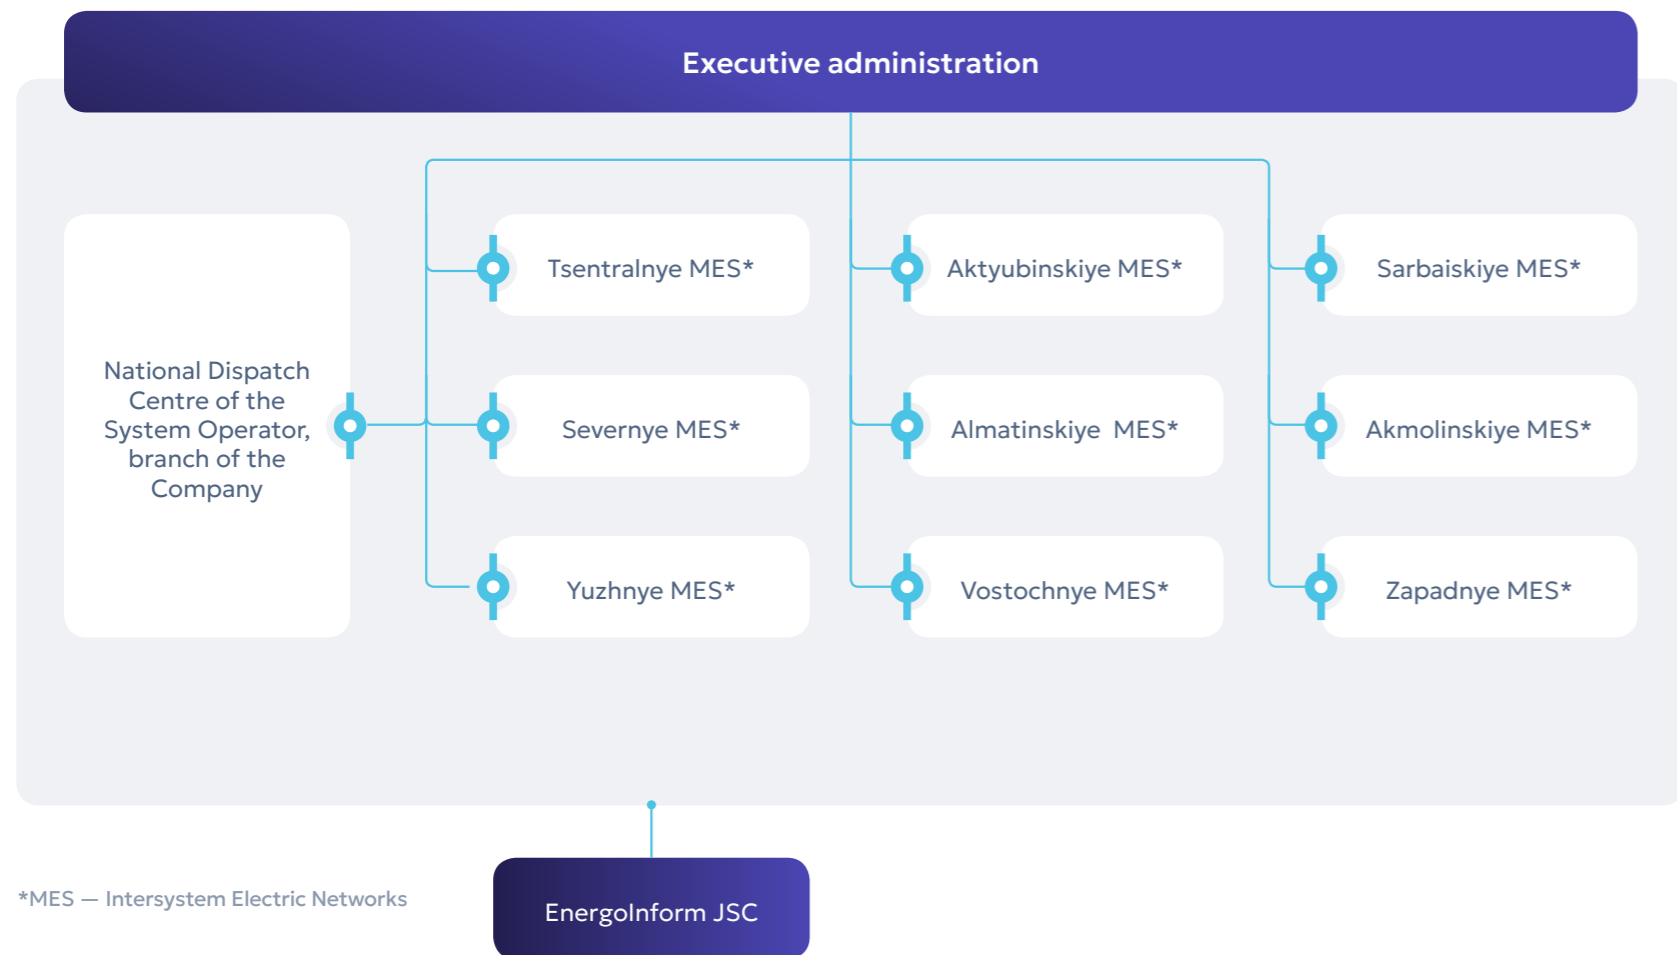 Executive administration
National Dispatch
Centre of the
System Operator,
branch of the
Company
Tsentralnye MES*
Aktyubinskiye MES*
Sarbaiskiye MES*
Severnye MES*
Almatinskiye MES*
Akmolinskiye MES*
Yuzhnye MES*
Vostochnye MES*
Zapadnye MES*
*MES — Intersystem Electric Networks
EnergoInform JSC